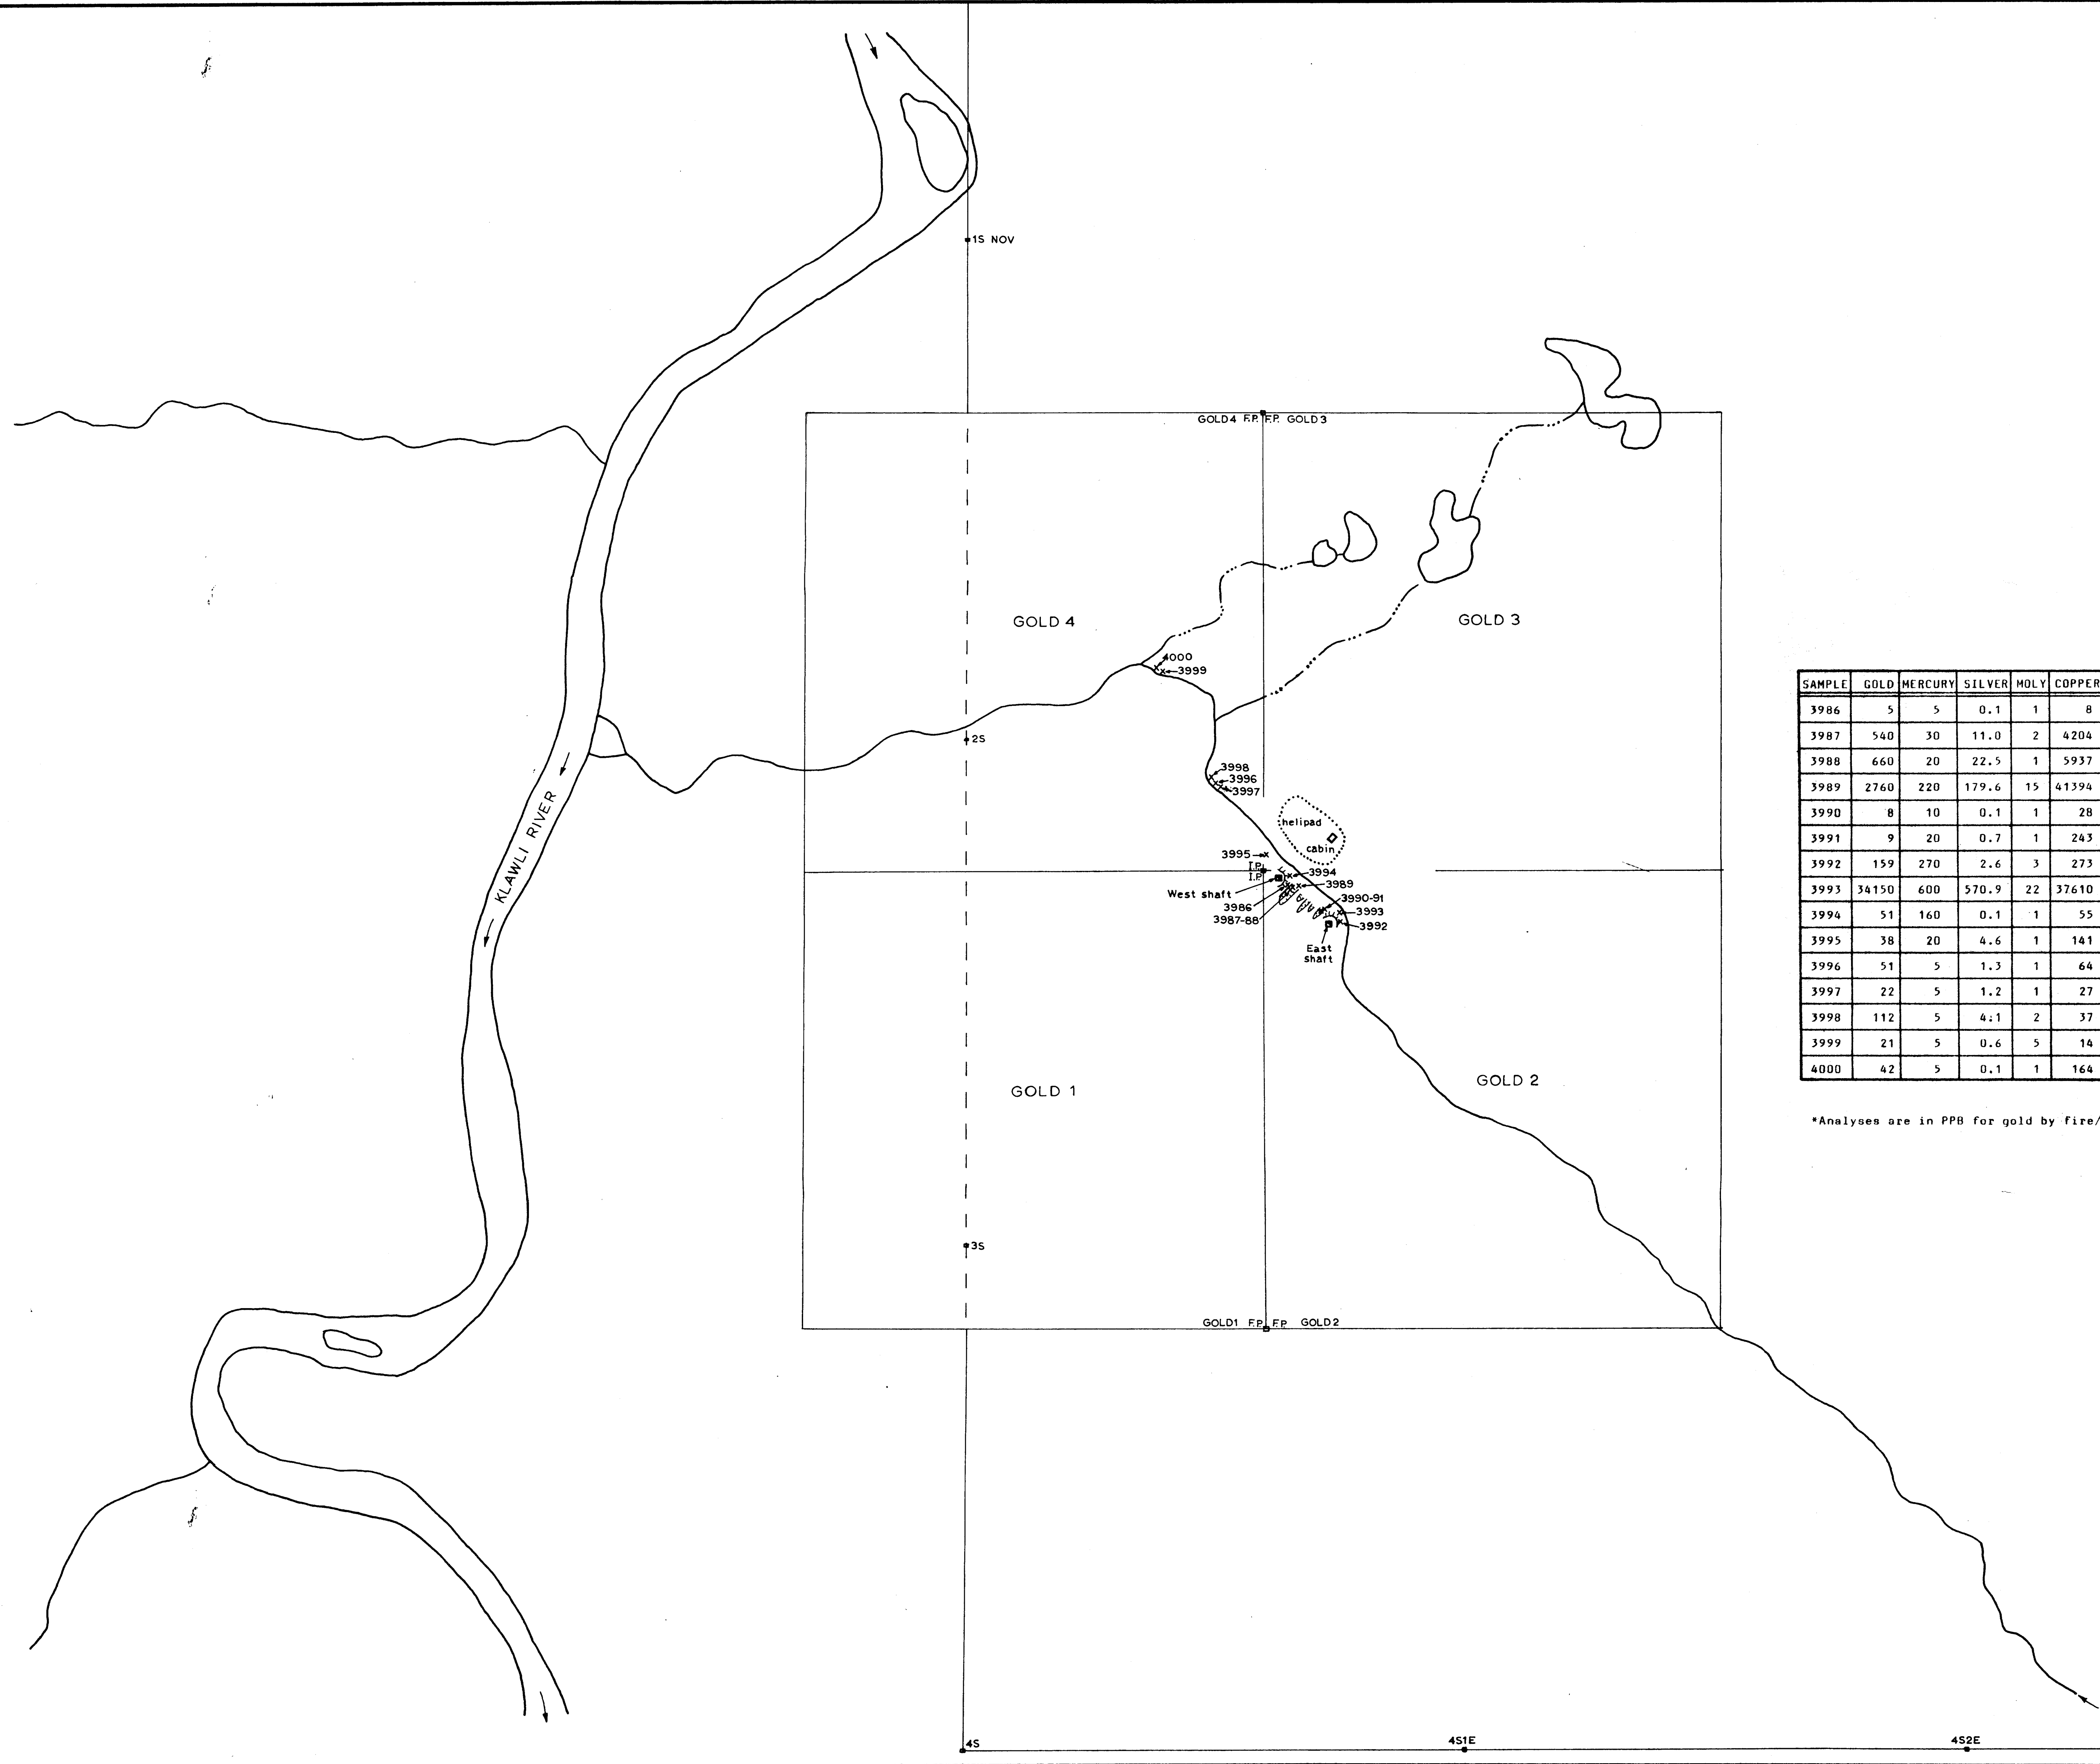 1S NOV
GOLD 4 F.P. F.P. GOLD 3
GOLD 4
GOLD 3
4000
3999
2S
3998
3996
3997
helipad
cabin
3995
I.P.
I.P.
3994
3989
West shaft
3986
3987-88
3990-91
3993
3992
East
shaft
KLAWLI RIVER
GOLD 1
GOLD 2
3S
GOLD1 F.P. F.P. GOLD2
4S
4S1E
4S2E
SAMPLE GOLD MERCURY SILVER MOLY COPPER
3986 5 5 0.1 1 8
3987 540 30 11.0 2 4204
3988 660 20 22.5 1 5937
3989 2760 220 179.6 15 41394
3990 8 10 0.1 1 28
3991 9 20 0.7 1 243
3992 159 270 2.6 3 273
3993 34150 600 570.9 22 37610
3994 51 160 0.1 1 55
3995 38 20 4.6 1 141
3996 51 5 1.3 1 64
3997 22 5 1.2 1 27
3998 112 5 4.1 2 37
3999 21 5 0.6 5 14
4000 42 5 0.1 1 164
*Analyses are in PPB for gold by fire/